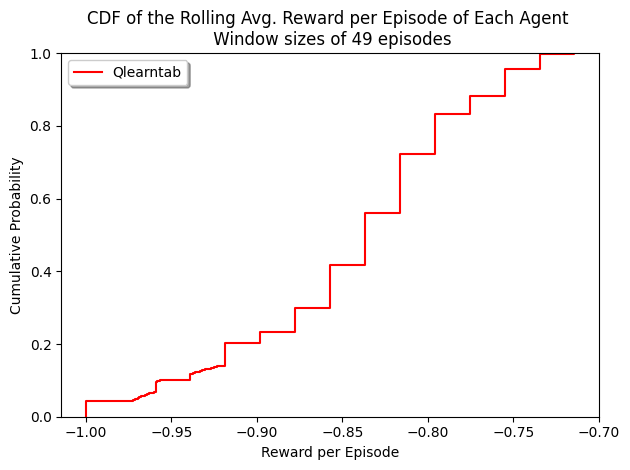 CDF of the Rolling Avg. Reward per Episode of Each Agent
Window sizes of 49 episodes
Qlearntab
Cumulative Probability
1.0
0.8
0.6
0.4
0.2
0.0
−1.00 −0.95 −0.90 −0.85 −0.80 −0.75 −0.70
Reward per Episode